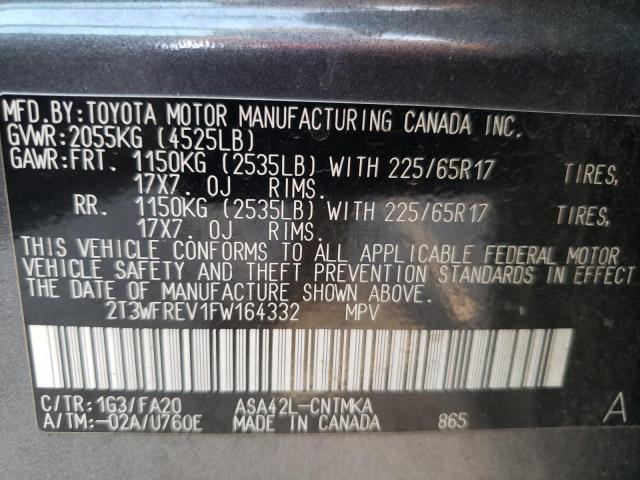 MFD.BY:TOYOTA MOTOR MANUFACTURING CANADA INC.
GVWR:2055KG (4525LB)
GAWR:FRT. 1150KG (2535LB) WITH 225/65R17 TIRES,
17X7. 0J RIMS.
RR. 1150KG (2535LB) WITH 225/65R17 TIRES,
17X7. 0J RIMS.
THIS VEHICLE CONFORMS TO ALL APPLICABLE FEDERAL MOTOR
VEHICLE SAFETY AND THEFT PREVENTION STANDARDS IN EFFECT
ON THE DATE OF MANUFACTURE SHOWN ABOVE.
2T3WFREV1FW164332 MPV
C/TR:1G3/FA20 ASA42L-CNTMKA A
A/TM:-02A/U760E MADE IN CANADA 865